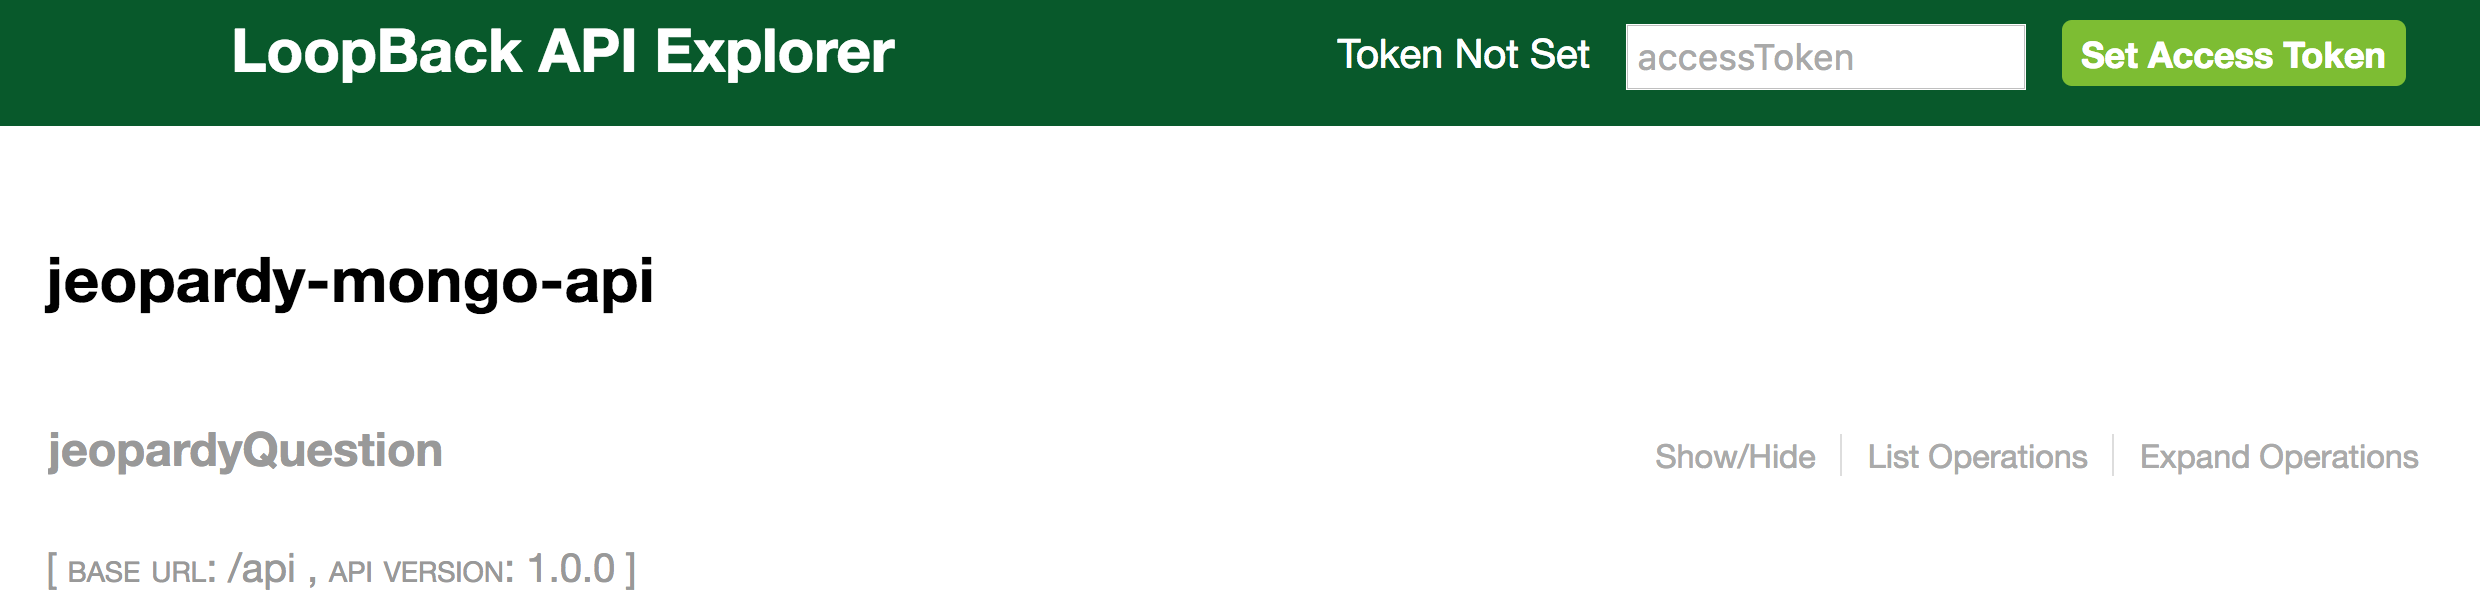 LoopBack API Explorer Token Not Set accessToken Set Access Token
jeopardy-mongo-api
jeopardyQuestion Show/Hide List Operations Expand Operations
[ BASE URL: /api , API VERSION: 1.0.0 ]